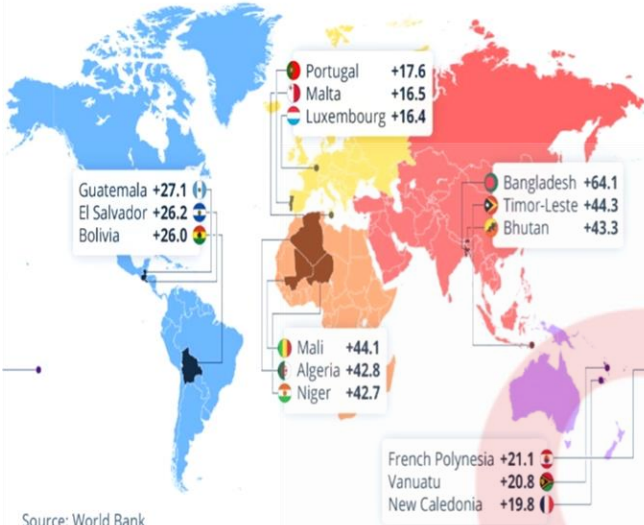 Portugal +17.6
Malta +16.5
Luxembourg +16.4
Guatemala +27.1
El Salvador +26.2
Bolivia +26.0
Bangladesh +64.1
Timor-Leste +44.3
Bhutan +43.3
Mali +44.1
Algeria +42.8
Niger +42.7
French Polynesia +21.1
Vanuatu +20.8
New Caledonia +19.8
Source: World Bank